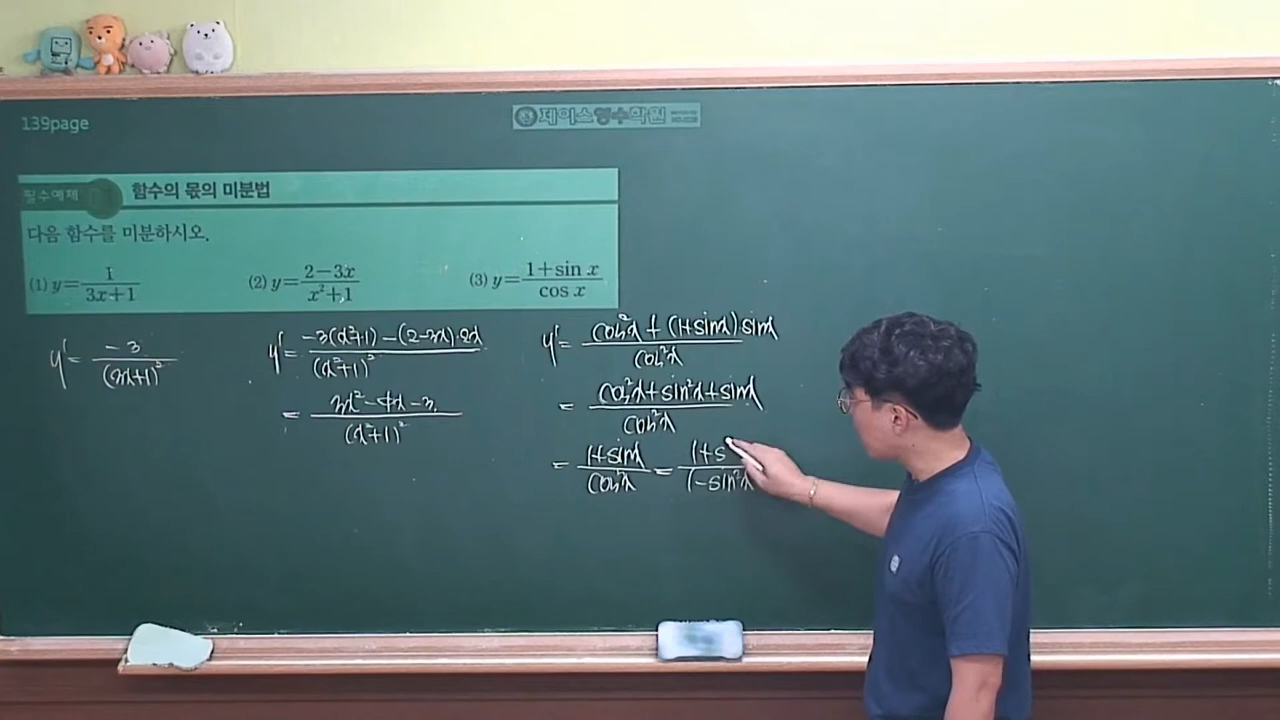 139page
제이스영수학원
필수예제 함수의 몫의 미분법
다음 함수를 미분하시오.
(1) y=1/(3x+1) (2) y=(2-3x)/(x²+1) (3) y=(1+sin x)/(cos x)
y'= -3/(3x+1)²
y'= (-3(x²+1)-(2-3x)·2x)/(x²+1)²
= (3x²-4x-3)/(x²+1)²
y'= (cos²x+(1+sinx)sinx)/cos²x
= (cos²x+sin²x+sinx)/cos²x
= (1+sinx)/cos²x = (1+s)/(1-sin²x